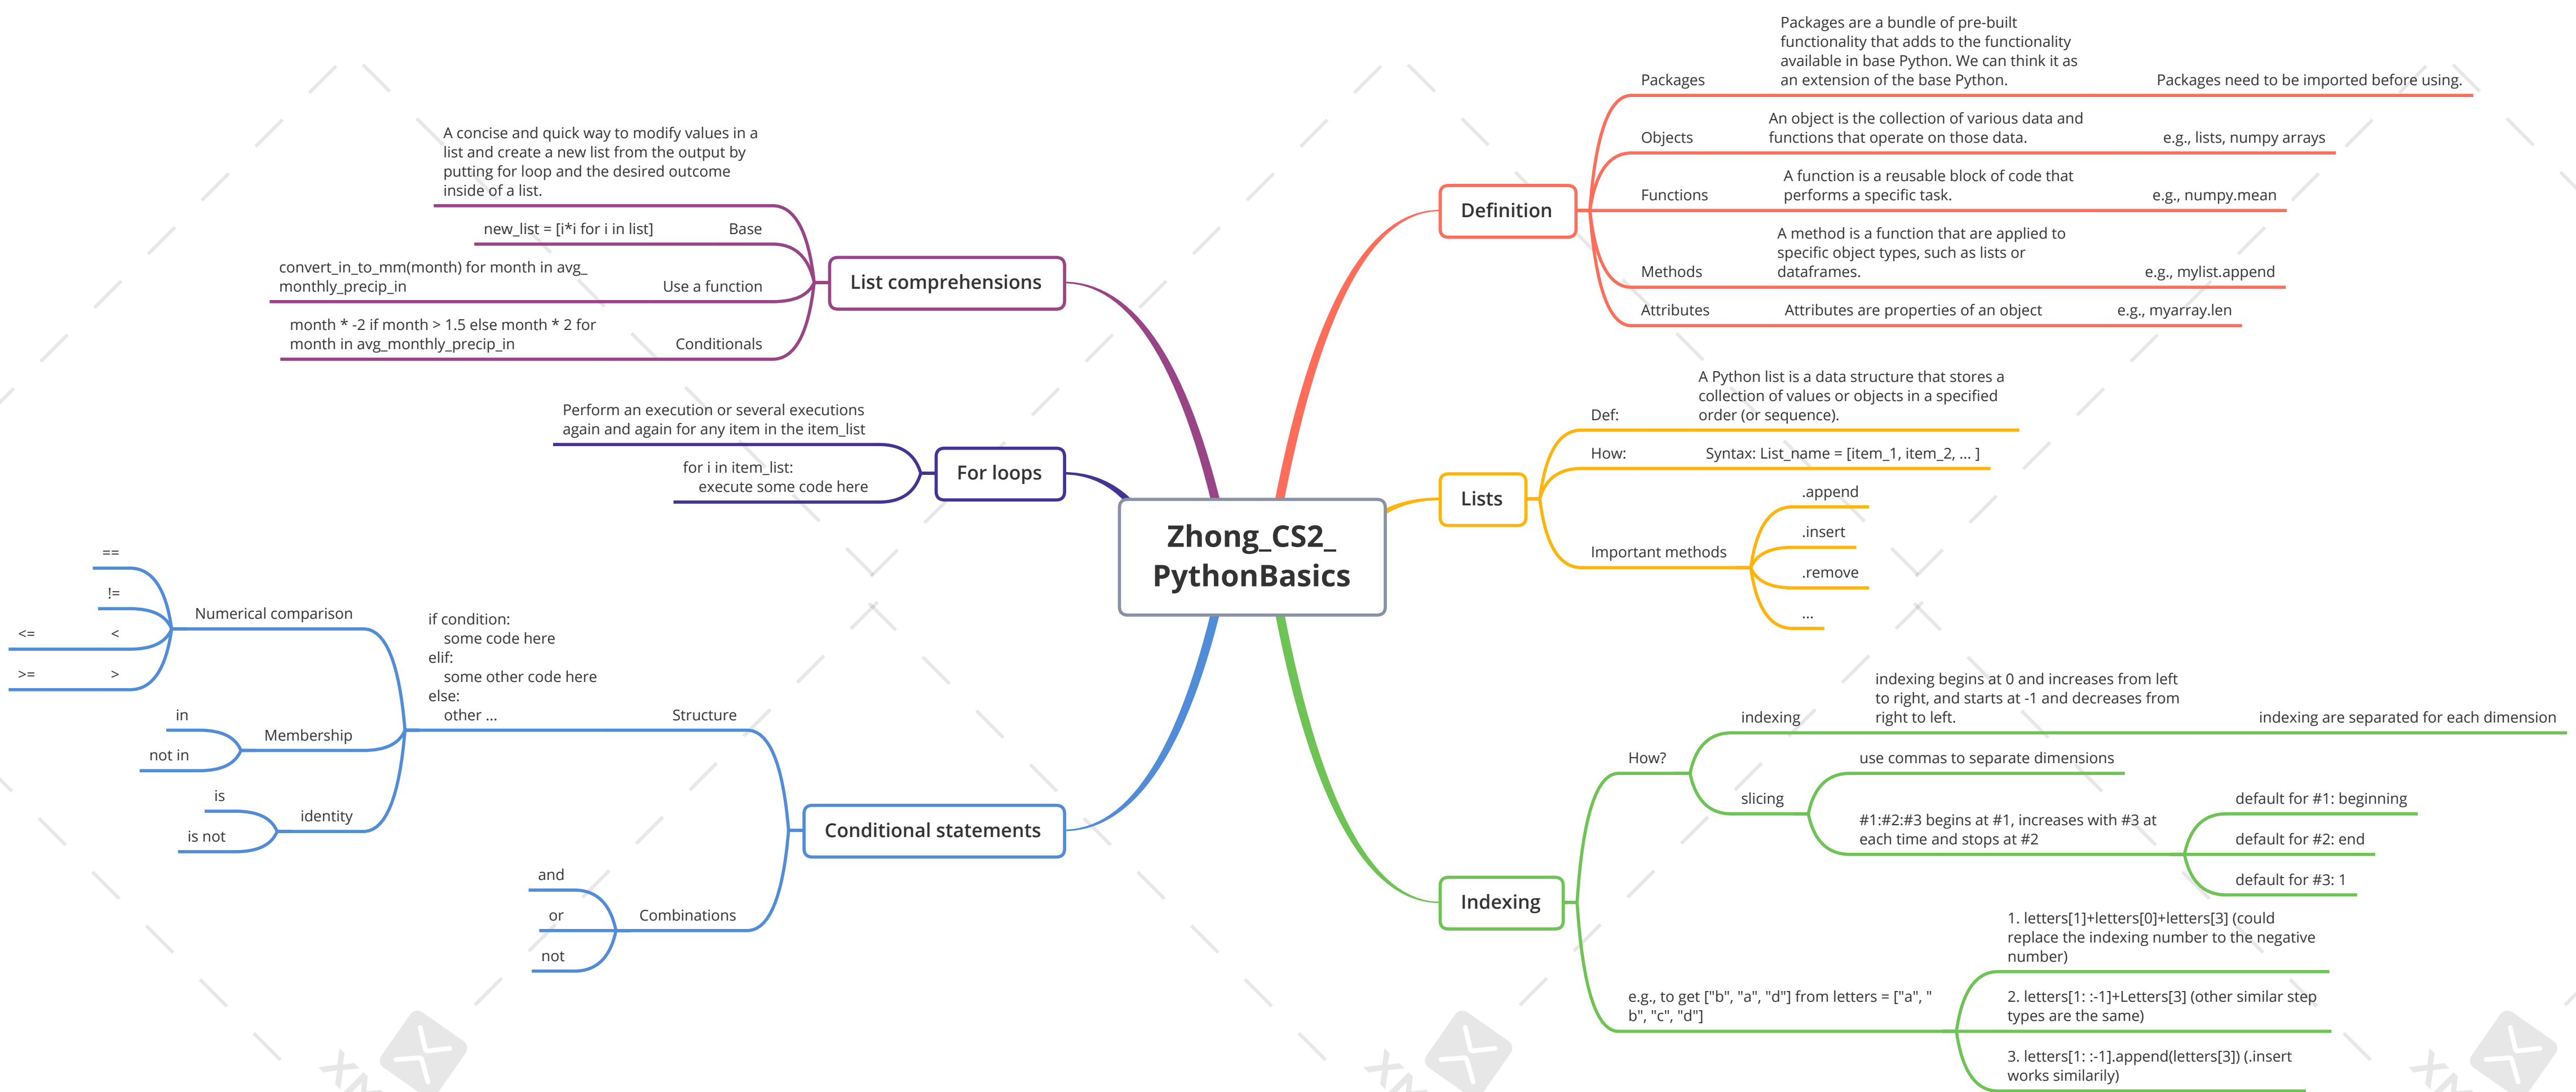 Zhong_CS2_
PythonBasics
Definition
Packages
Packages are a bundle of pre-built
functionality that adds to the functionality
available in base Python. We can think it as
an extension of the base Python.
Packages need to be imported before using.
Objects
An object is the collection of various data and
functions that operate on those data.
e.g., lists, numpy arrays
Functions
A function is a reusable block of code that
performs a specific task.
e.g., numpy.mean
Methods
A method is a function that are applied to
specific object types, such as lists or
dataframes.
e.g., mylist.append
Attributes
Attributes are properties of an object
e.g., myarray.len
Lists
Def:
A Python list is a data structure that stores a
collection of values or objects in a specified
order (or sequence).
How:
Syntax: List_name = [item_1, item_2, ... ]
Important methods
.append
.insert
.remove
...
Indexing
How?
indexing
indexing begins at 0 and increases from left
to right, and starts at -1 and decreases from
right to left.
indexing are separated for each dimension
slicing
use commas to separate dimensions
#1:#2:#3 begins at #1, increases with #3 at
each time and stops at #2
default for #1: beginning
default for #2: end
default for #3: 1
e.g., to get ["b", "a", "d"] from letters = ["a", "
b", "c", "d"]
1. letters[1]+letters[0]+letters[3] (could
replace the indexing number to the negative
number)
2. letters[1: :-1]+Letters[3] (other similar step
types are the same)
3. letters[1: :-1].append(letters[3]) (.insert
works similarily)
List comprehensions
A concise and quick way to modify values in a
list and create a new list from the output by
putting for loop and the desired outcome
inside of a list.
Base
new_list = [i*i for i in list]
Use a function
convert_in_to_mm(month) for month in avg_
monthly_precip_in
Conditionals
month * -2 if month > 1.5 else month * 2 for
month in avg_monthly_precip_in
For loops
Perform an execution or several executions
again and again for any item in the item_list
for i in item_list:
execute some code here
Conditional statements
Structure
if condition:
some code here
elif:
some other code here
else:
other ...
Numerical comparison
==
!=
<
<=
>
>=
Membership
in
not in
identity
is
is not
Combinations
and
or
not